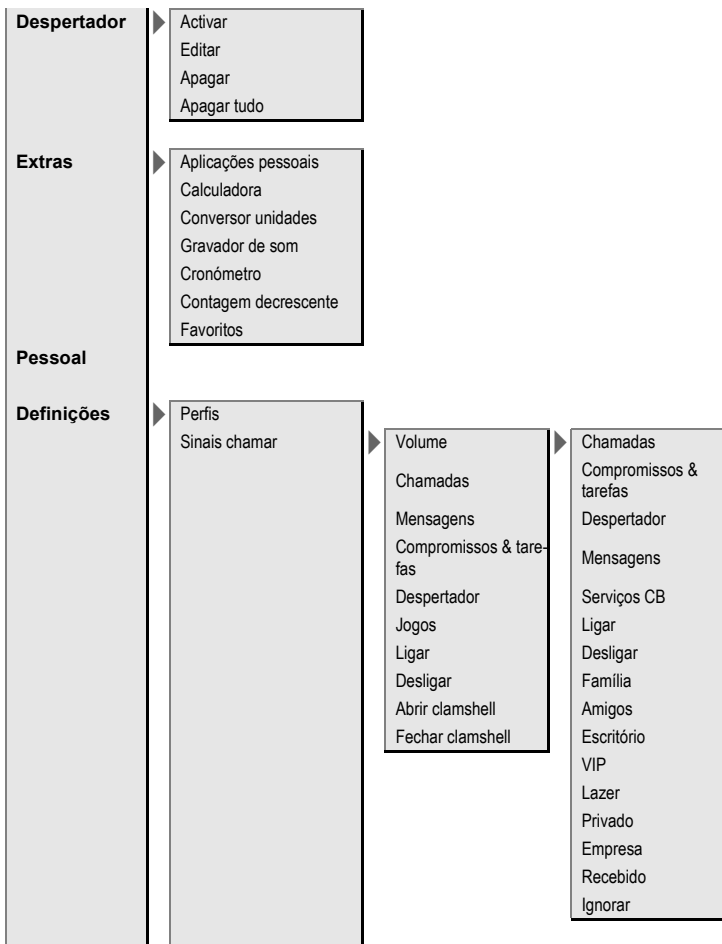 Despertador
Activar
Editar
Apagar
Apagar tudo
Extras
Aplicações pessoais
Calculadora
Conversor unidades
Gravador de som
Cronómetro
Contagem decrescente
Favoritos
Pessoal
Definições
Perfis
Sinais chamar
Volume
Chamadas
Mensagens
Compromissos & tare-
fas
Despertador
Jogos
Ligar
Desligar
Abrir clamshell
Fechar clamshell
Chamadas
Compromissos &
tarefas
Despertador
Mensagens
Serviços CB
Ligar
Desligar
Família
Amigos
Escritório
VIP
Lazer
Privado
Empresa
Recebido
Ignorar